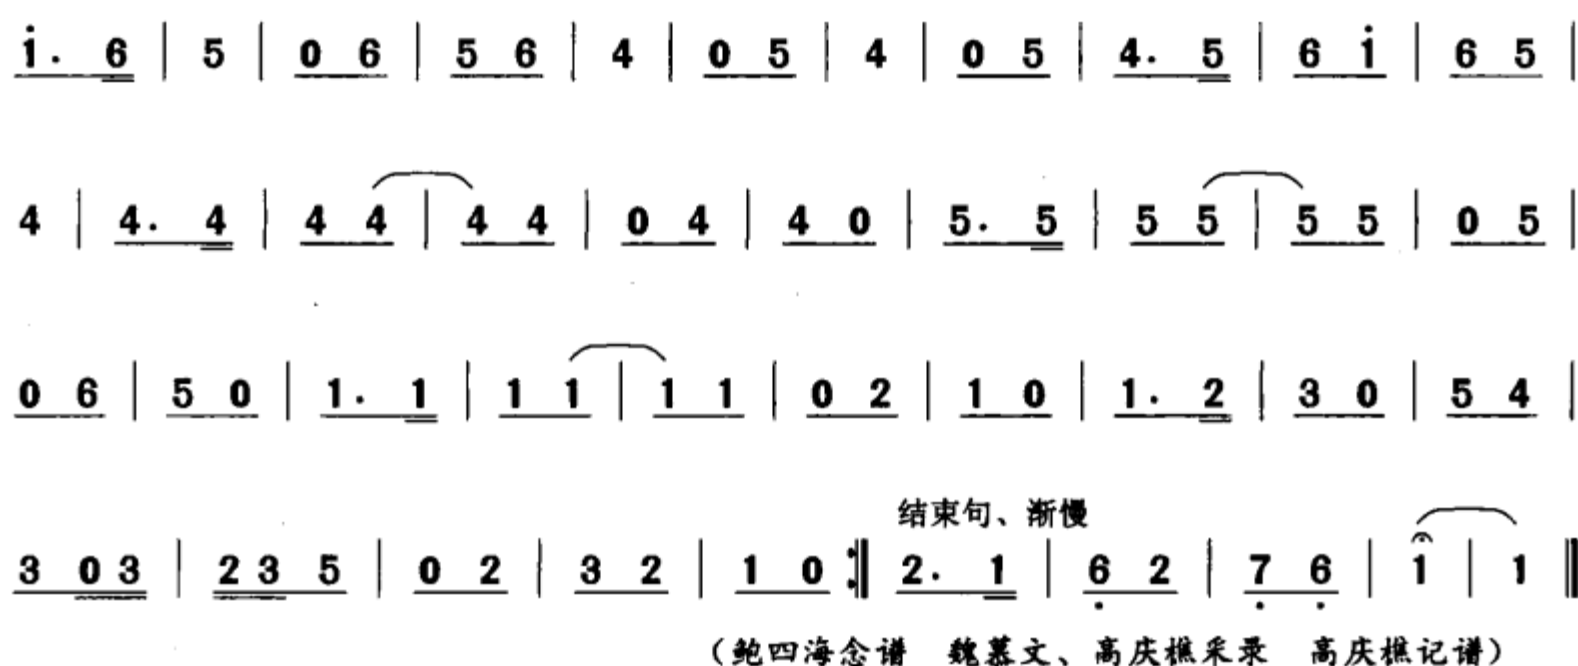 i. 6 | 5 | 0 6 | 5 6 | 4 | 0 5 | 4 | 0 5 | 4. 5 | 6 i | 6 5 |
4 | 4. 4 | 4 4 | 4 4 | 0 4 | 4 0 | 5. 5 | 5 5 | 5 5 | 0 5 |
0 6 | 5 0 | 1. 1 | 1 1 | 1 1 | 0 2 | 1 0 | 1. 2 | 3 0 | 5 4 |
结束句、渐慢
3 0 3 | 2 3 5 | 0 2 | 3 2 | 1 0 :‖ 2. 1 | 6 2 | 7 6 | 1 | 1 ‖
(鲍四海念谱 魏慕文、高庆樵采录 高庆樵记谱)